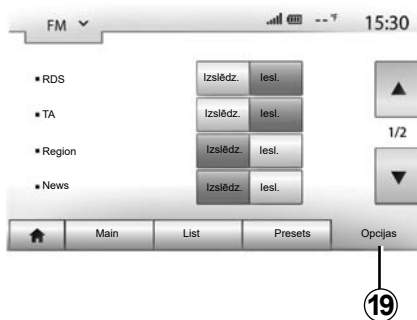 FM -- °F 15:30
RDS Izslēdz. Iesl.
TA Izslēdz. Iesl.
1/2
Region Izslēdz. Iesl.
News Izslēdz. Iesl.
Main List Presets Opcijas
19